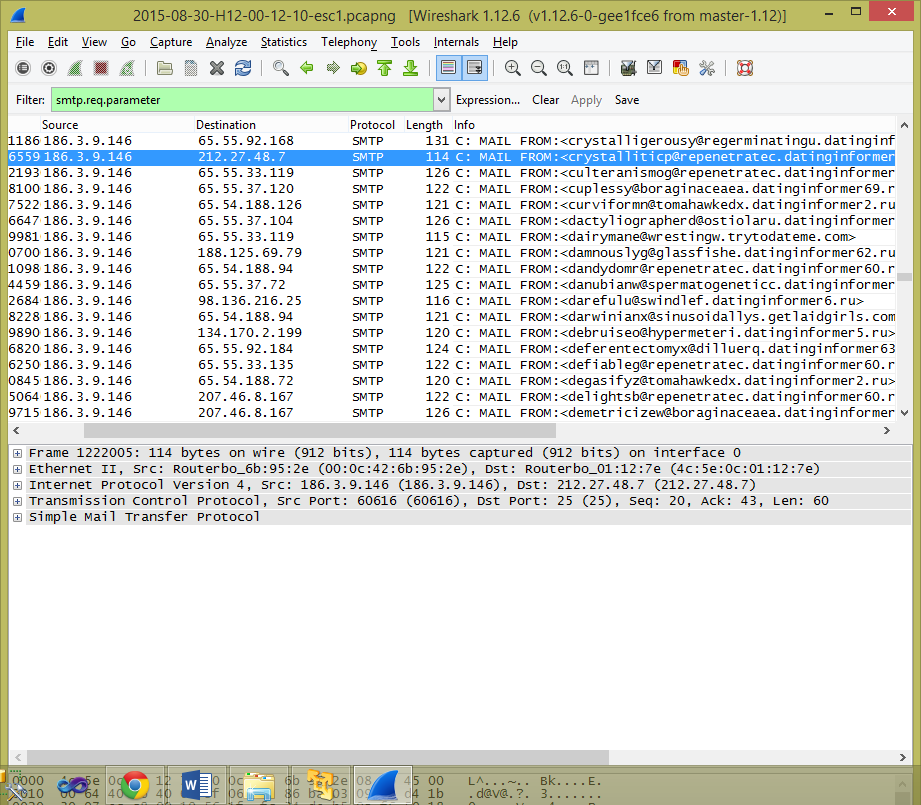 2015-08-30-H12-00-12-10-esc1.pcapng [Wireshark 1.12.6 (v1.12.6-0-gee1fce6 from master-1.12)]
File Edit View Go Capture Analyze Statistics Telephony Tools Internals Help
Filter: smtp.req.parameter Expression... Clear Apply Save
Source Destination Protocol Length Info
1186 186.3.9.146 65.55.92.168 SMTP 131 C: MAIL FROM:<crystalligerousy@regerminatingu.datinginf
6559 186.3.9.146 212.27.48.7 SMTP 114 C: MAIL FROM:<crystalliticp@repenetratec.datinginformer
2193 186.3.9.146 65.55.33.119 SMTP 126 C: MAIL FROM:<culteranismog@repenetratec.datinginformer
8100 186.3.9.146 65.55.37.120 SMTP 122 C: MAIL FROM:<cuplessy@boraginaceaea.datinginformer69.r
7522 186.3.9.146 65.54.188.126 SMTP 121 C: MAIL FROM:<curviformn@tomahawkedx.datinginformer2.ru
6647 186.3.9.146 65.55.37.104 SMTP 126 C: MAIL FROM:<dactyliographerd@ostiolaru.datinginformer
9981 186.3.9.146 65.55.33.119 SMTP 115 C: MAIL FROM:<dairymane@wrestingw.trytodateme.com>
0700 186.3.9.146 188.125.69.79 SMTP 121 C: MAIL FROM:<damnouslyg@glassfishe.datinginformer62.ru
1098 186.3.9.146 65.54.188.94 SMTP 122 C: MAIL FROM:<dandydomr@repenetratec.datinginformer60.r
4459 186.3.9.146 65.55.37.72 SMTP 125 C: MAIL FROM:<danubianw@spermatogeneticc.datinginformer
2684 186.3.9.146 98.136.216.25 SMTP 116 C: MAIL FROM:<darefulu@swindlef.datinginformer6.ru>
8228 186.3.9.146 65.54.188.94 SMTP 121 C: MAIL FROM:<darwinianx@sinusoidallys.getlaidgirls.com
9890 186.3.9.146 134.170.2.199 SMTP 120 C: MAIL FROM:<debruiseo@hypermeteri.datinginformer5.ru>
6820 186.3.9.146 65.55.92.184 SMTP 124 C: MAIL FROM:<deferentectomyx@dilluerq.datinginformer63
6250 186.3.9.146 65.55.33.135 SMTP 122 C: MAIL FROM:<defiableg@repenetratec.datinginformer60.r
0845 186.3.9.146 65.54.188.72 SMTP 120 C: MAIL FROM:<degasifyz@tomahawkedx.datinginformer2.ru>
5064 186.3.9.146 207.46.8.167 SMTP 122 C: MAIL FROM:<delightsb@repenetratec.datinginformer60.r
9715 186.3.9.146 207.46.8.167 SMTP 126 C: MAIL FROM:<demetricizew@boraginaceaea.datinginformer
Frame 1222005: 114 bytes on wire (912 bits), 114 bytes captured (912 bits) on interface 0
Ethernet II, Src: Routerbo_6b:95:2e (00:0c:42:6b:95:2e), Dst: Routerbo_01:12:7e (4c:5e:0c:01:12:7e)
Internet Protocol Version 4, Src: 186.3.9.146 (186.3.9.146), Dst: 212.27.48.7 (212.27.48.7)
Transmission Control Protocol, Src Port: 60616 (60616), Dst Port: 25 (25), Seq: 20, Ack: 43, Len: 60
Simple Mail Transfer Protocol
0000 45 00 L^...~.. Bk....E.
0010 d4 1b .d@v@.?. 3.......